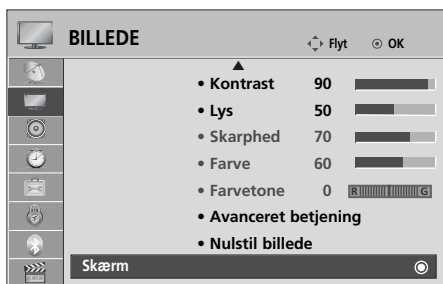 BILLEDE
Flyt
OK
• Kontrast 90
• Lys 50
• Skarphed 70
• Farve 60
• Farvetone 0 R G
• Avanceret betjening
• Nulstil billede
Skærm